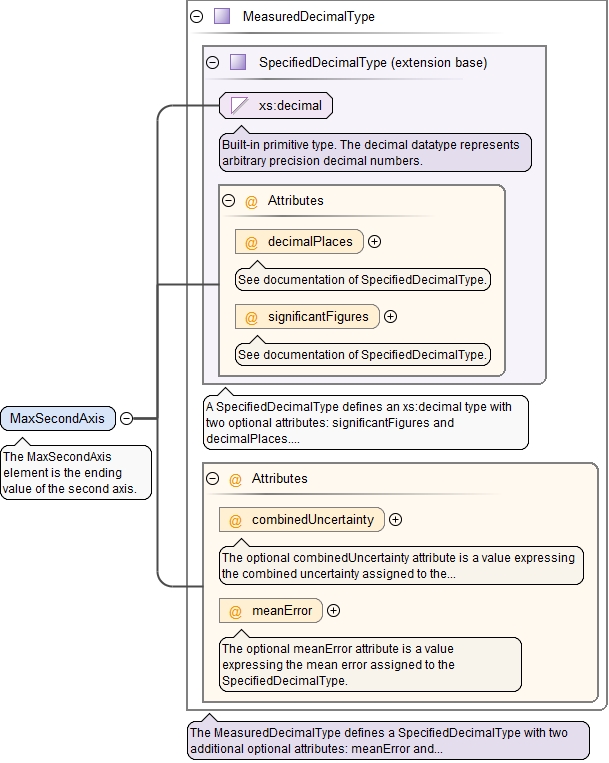 MeasuredDecimalType
SpecifiedDecimalType (extension base)
xs:decimal
Built-in primitive type. The decimal datatype represents
arbitrary precision decimal numbers.
@ Attributes
@ decimalPlaces
See documentation of SpecifiedDecimalType.
@ significantFigures
See documentation of SpecifiedDecimalType.
A SpecifiedDecimalType defines an xs:decimal type with
two optional attributes: significantFigures and
decimalPlaces....
MaxSecondAxis
The MaxSecondAxis
element is the ending
value of the second axis.
@ Attributes
@ combinedUncertainty
The optional combinedUncertainty attribute is a value expressing
the combined uncertainty assigned to the...
@ meanError
The optional meanError attribute is a value
expressing the mean error assigned to the
SpecifiedDecimalType.
The MeasuredDecimalType defines a SpecifiedDecimalType with two
additional optional attributes: meanError and...